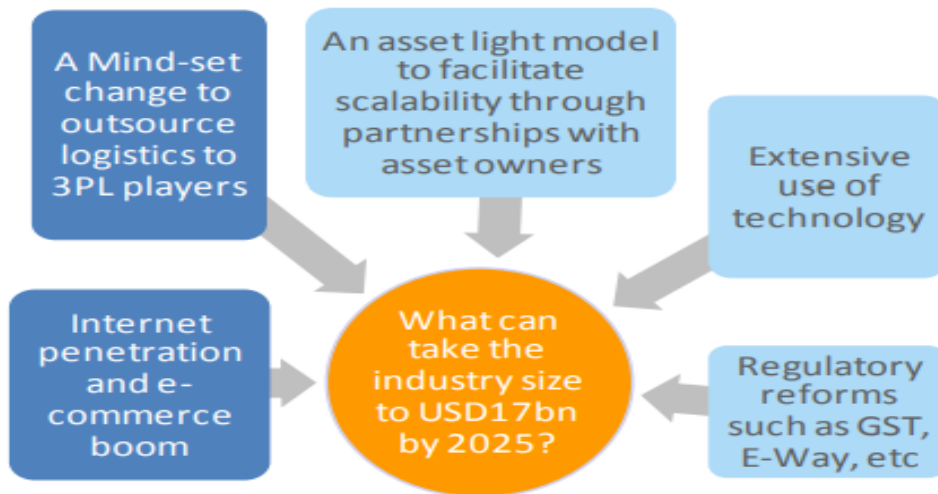 A Mind-set
change to
outsource
logistics to
3PL players
An asset light model
to facilitate
scalability through
partnerships with
asset owners
Extensive
use of
technology
Internet
penetration
and e-
commerce
boom
What can
take the
industry size
to USD17bn
by 2025?
Regulatory
reforms
such as GST,
E-Way, etc